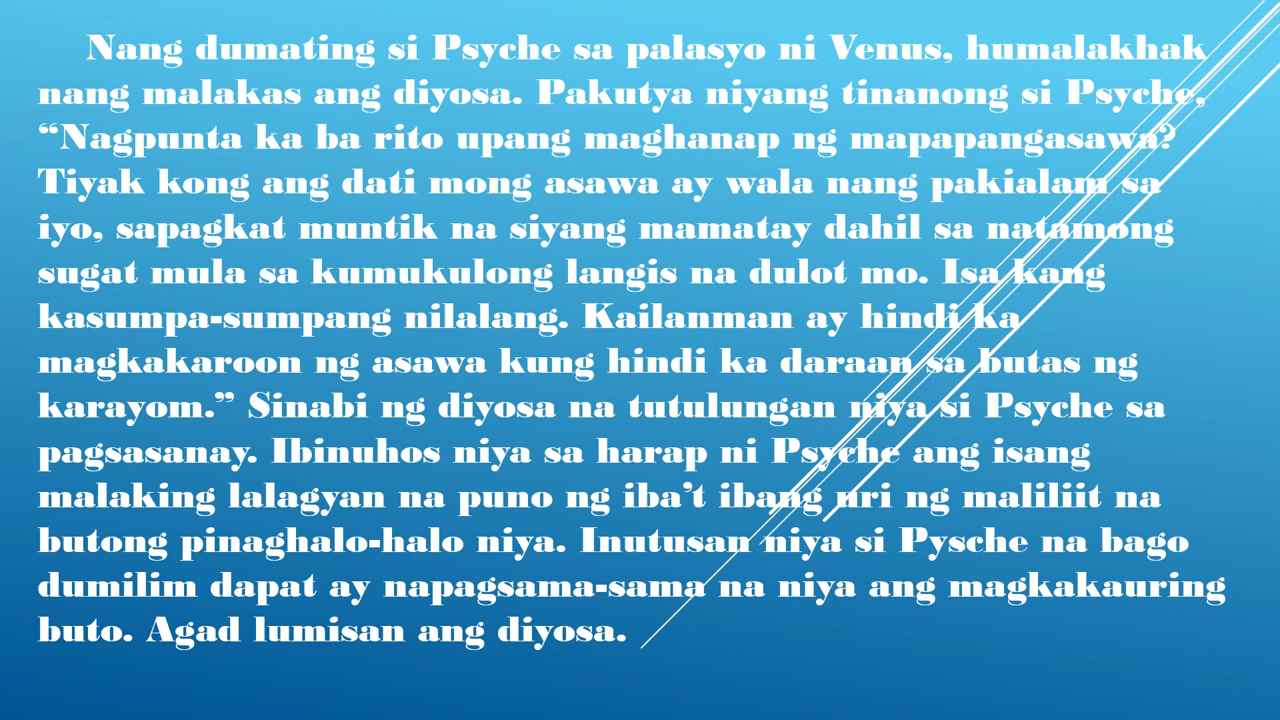 Nang dumating si Psyche sa palasyo ni Venus, humalakhak
nang malakas ang diyosa. Pakutya niyang tinanong si Psyche,
“Nagpunta ka ba rito upang maghanap ng mapapangasawa?
Tiyak kong ang dati mong asawa ay wala nang pakialam sa
iyo, sapagkat muntik na siyang mamatay dahil sa natamong
sugat mula sa kumukulong langis na dulot mo. Isa kang
kasumpa-sumpang nilalang. Kailanman ay hindi ka
magkakaroon ng asawa kung hindi ka daraan sa butas ng
karayom.” Sinabi ng diyosa na tutulungan niya si Psyche sa
pagsasanay. Ibinuhos niya sa harap ni Psyche ang isang
malaking lalagyan na puno ng iba’t ibang uri ng maliliit na
butong pinaghalo-halo niya. Inutusan niya si Pysche na bago
dumilim dapat ay napagsama-sama na niya ang magkakauring
buto. Agad lumisan ang diyosa.